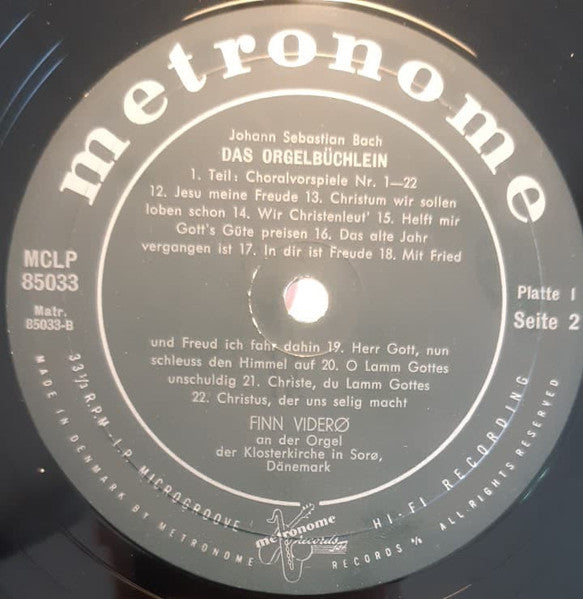 metronome
Johann Sebastian Bach
DAS ORGELBÜCHLEIN
1. Teil: Choralvorspiele Nr. 1—22
12. Jesu meine Freude 13. Christum wir sollen
loben schon 14. Wir Christenleut' 15. Helft mir
Gott's Güte preisen 16. Das alte Jahr
vergangen ist 17. In dir ist Freude 18. Mit Fried
MCLP
85033
Matr.
85033-B
Platte 1
Seite 2
und Freud ich fahr dahin 19. Herr Gott, nun
schleuss den Himmel auf 20. O Lamm Gottes
unschuldig 21. Christe, du Lamm Gottes
22. Christus, der uns selig macht
FINN VIDERØ
an der Orgel
der Klosterkirche in Sorø,
Dänemark
33 1/3 R.P.M. - L.P. MICROGROOVE
HI-FI RECORDING
MADE IN DENMARK BY METRONOME RECORDS A/S ALL RIGHTS RESERVED
metronome
records